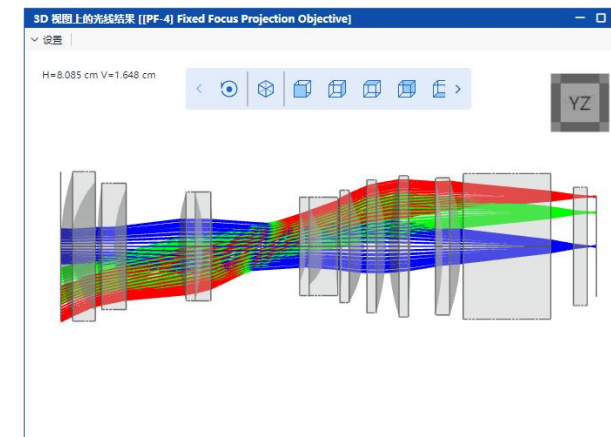 3D 视图上的光线结果 [[PF-4] Fixed Focus Projection Objective]
设置
H=8.085 cm V=1.648 cm
YZ